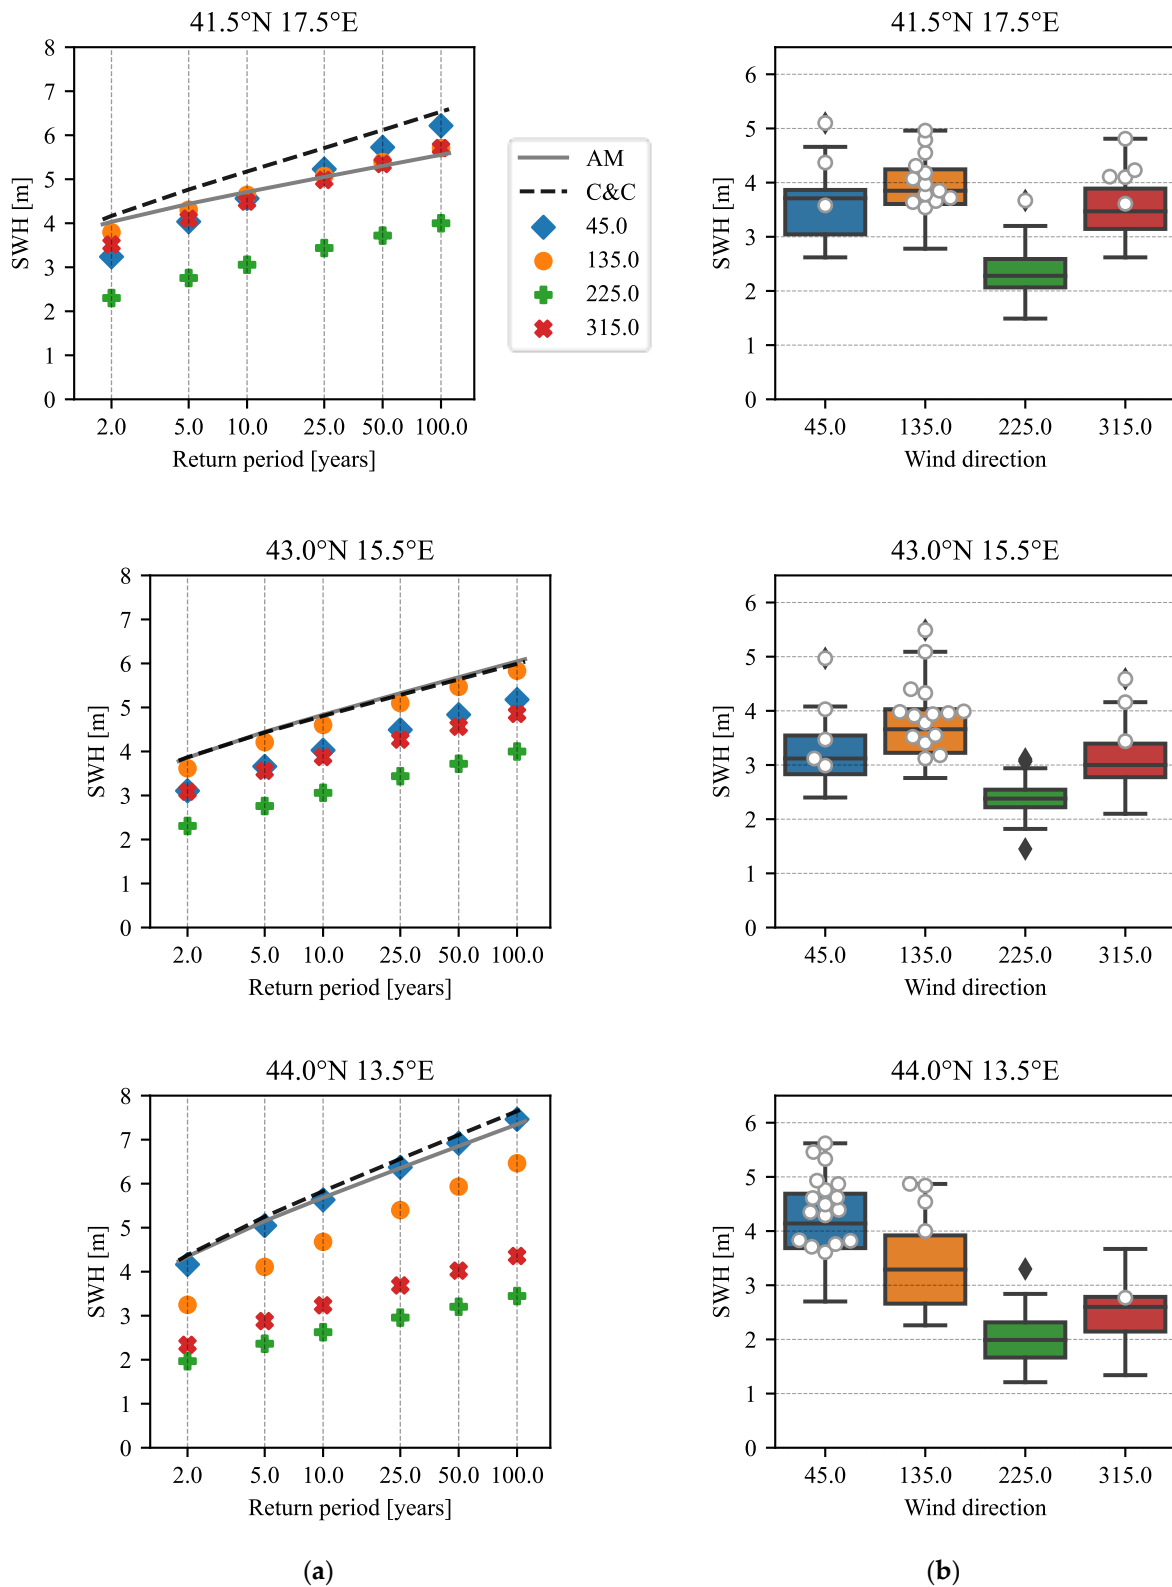 41.5°N 17.5°E
8
7
6
5
4
3
2
1
0
SWH [m]
2.0 5.0 10.0 25.0 50.0 100.0
Return period [years]
AM
C&C
45.0
135.0
225.0
315.0
41.5°N 17.5°E
6
5
4
3
2
1
0
SWH [m]
45.0 135.0 225.0 315.0
Wind direction
43.0°N 15.5°E
8
7
6
5
4
3
2
1
0
SWH [m]
2.0 5.0 10.0 25.0 50.0 100.0
Return period [years]
43.0°N 15.5°E
6
5
4
3
2
1
0
SWH [m]
45.0 135.0 225.0 315.0
Wind direction
44.0°N 13.5°E
8
7
6
5
4
3
2
1
0
SWH [m]
2.0 5.0 10.0 25.0 50.0 100.0
Return period [years]
44.0°N 13.5°E
6
5
4
3
2
1
0
SWH [m]
45.0 135.0 225.0 315.0
Wind direction
(a)
(b)